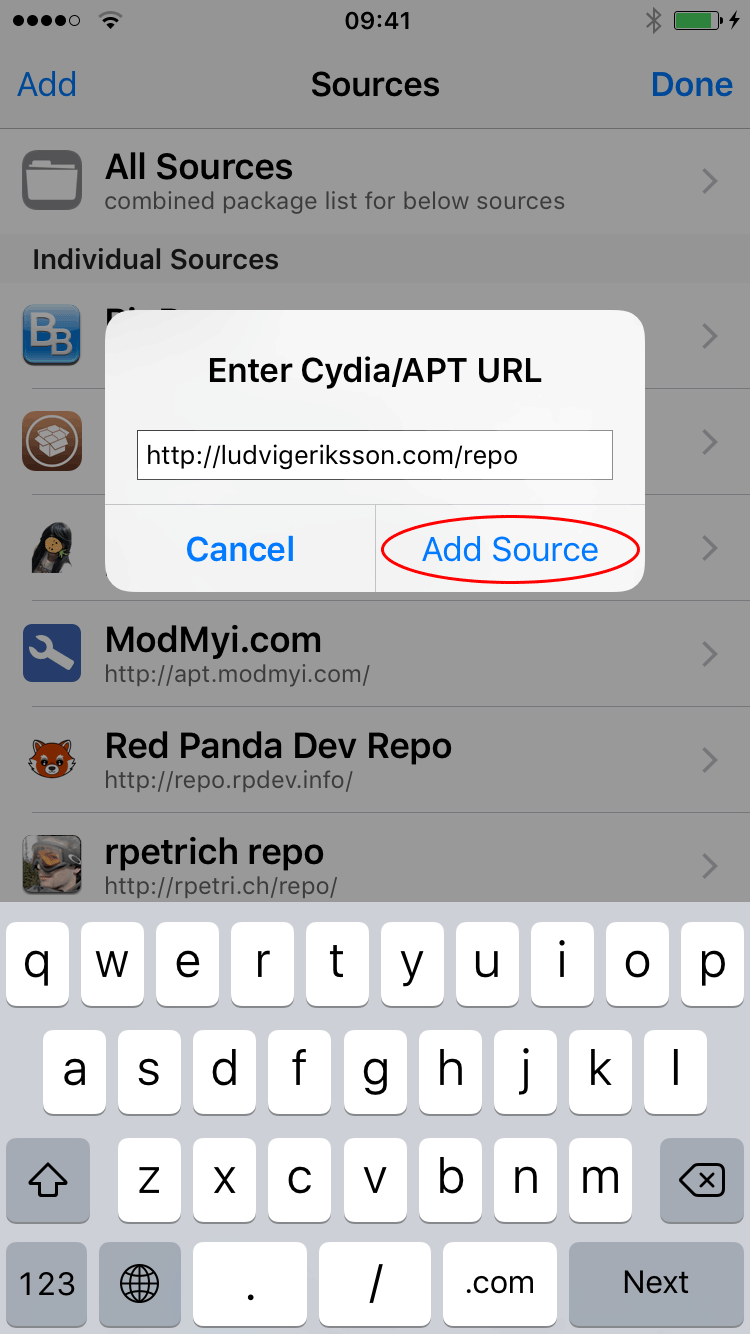 09:41
Add Sources Done
All Sources
combined package list for below sources
Individual Sources
BB
Enter Cydia/APT URL
http://ludvigeriksson.com/repo
Cancel Add Source
ModMyi.com
http://apt.modmyi.com/
Red Panda Dev Repo
http://repo.rpdev.info/
rpetrich repo
http://rpetri.ch/repo/
q w e r t y u i o p
a s d f g h j k l
z x c v b n m
123 . / .com Next